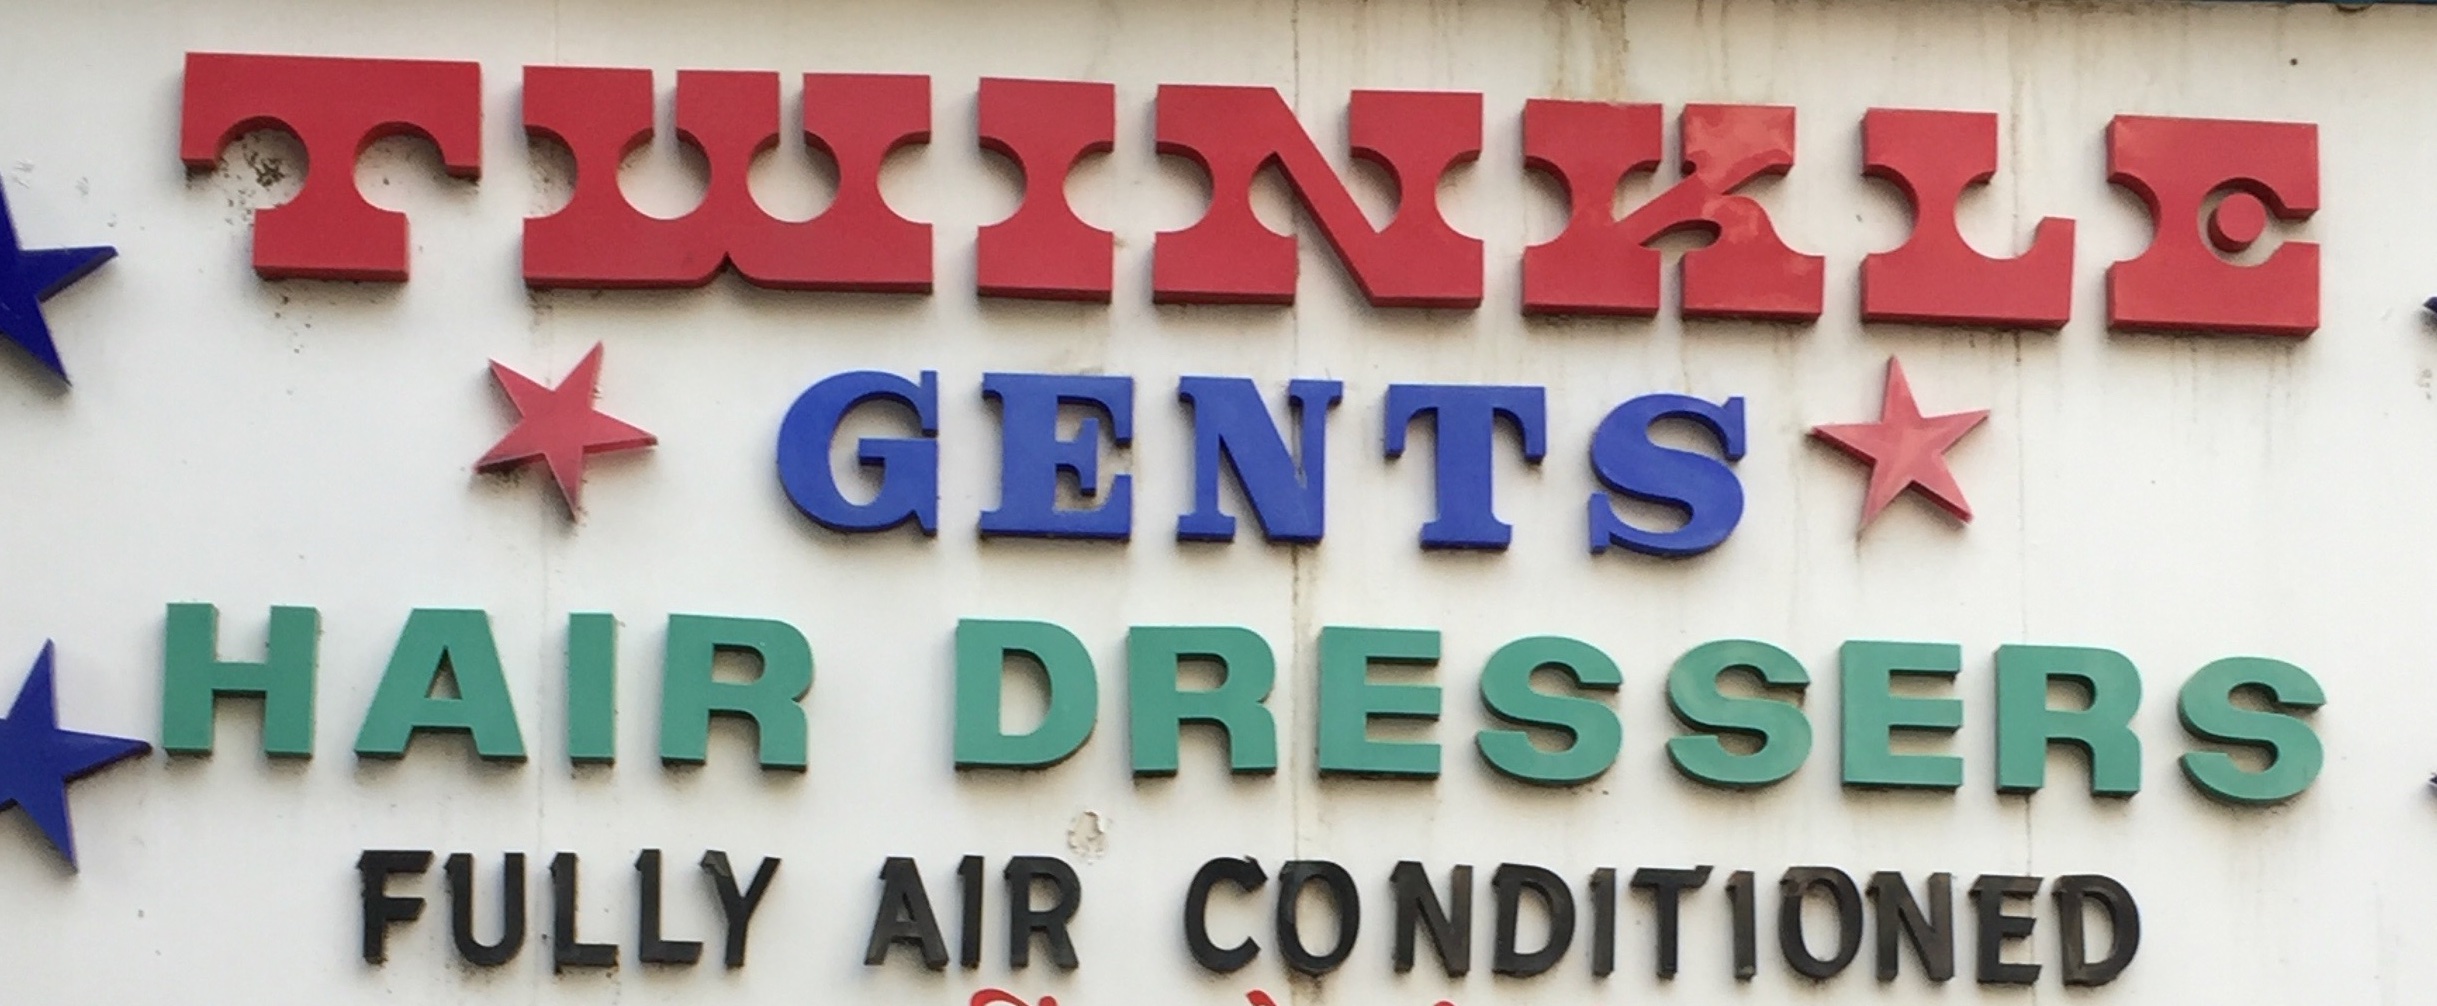 TWINKLE
GENTS
HAIR DRESSERS
FULLY AIR CONDITIONED